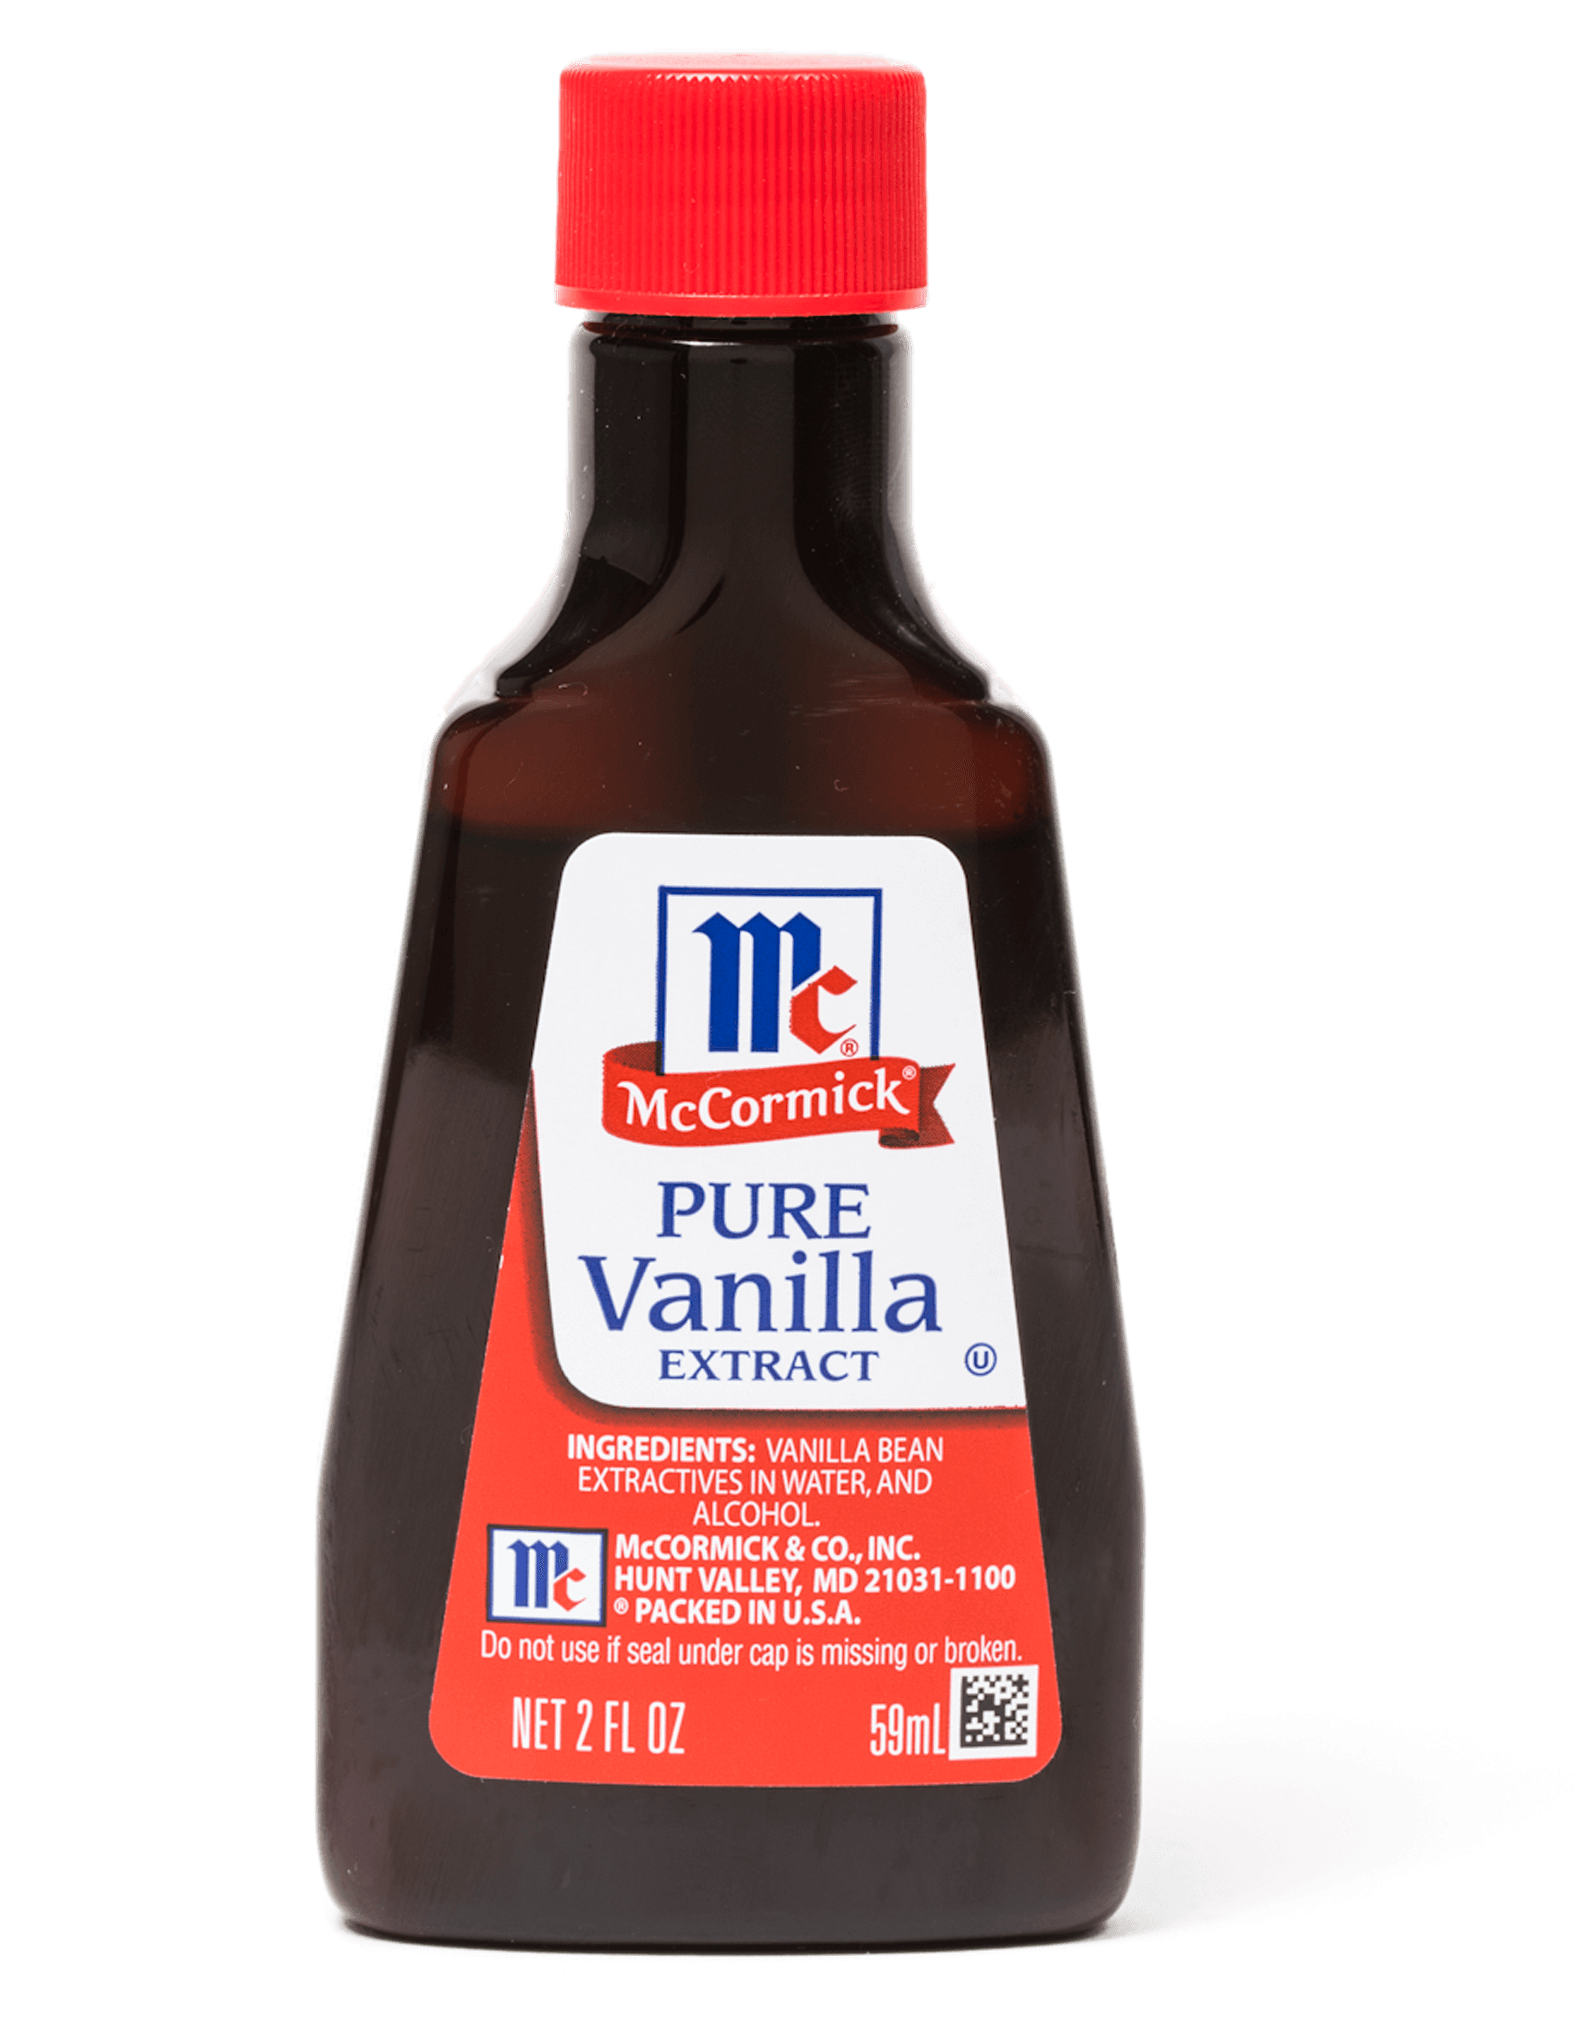 Mc®
McCormick®
PURE
Vanilla
EXTRACT
U
INGREDIENTS: VANILLA BEAN
EXTRACTIVES IN WATER, AND
ALCOHOL.
Mc
McCORMICK & CO., INC.
HUNT VALLEY, MD 21031-1100
® PACKED IN U.S.A.
Do not use if seal under cap is missing or broken.
NET 2 FL OZ 59mL